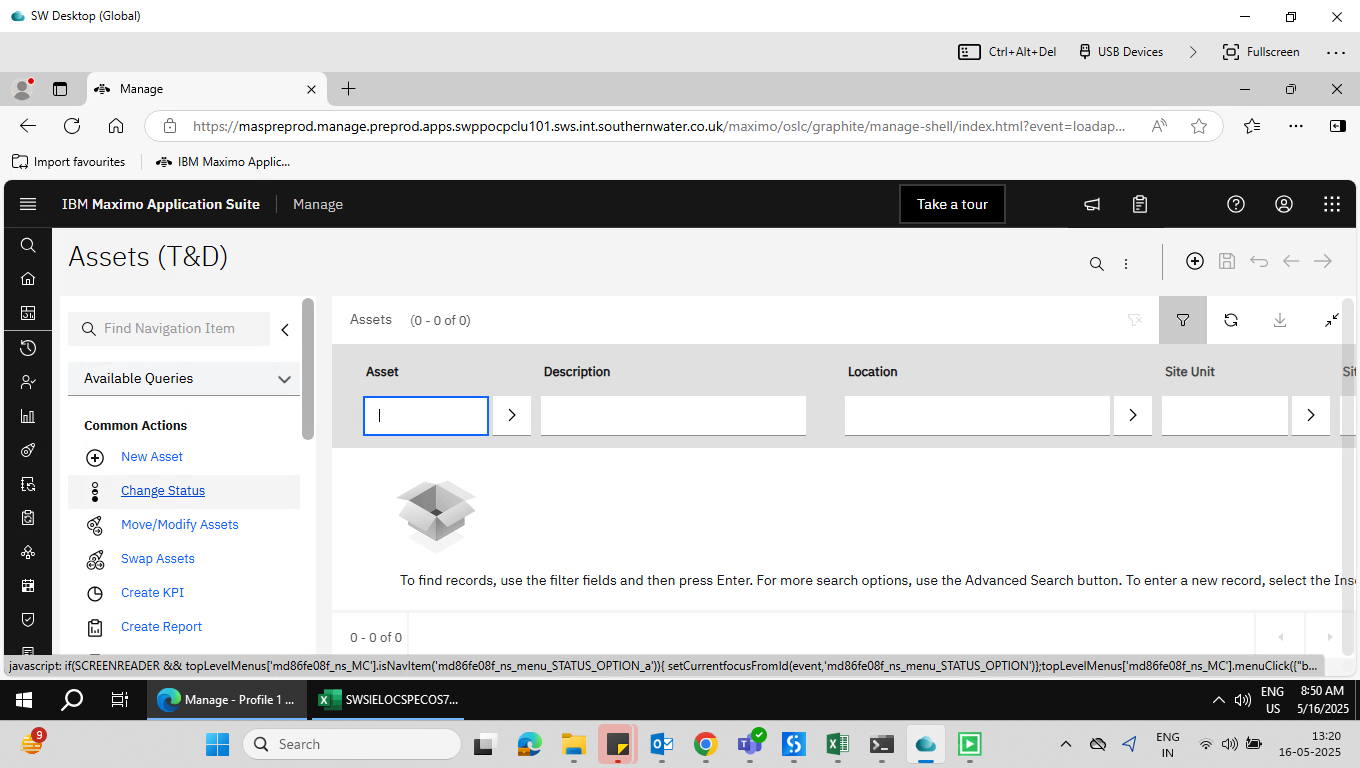 SW Desktop (Global)
Ctrl+Alt+Del
USB Devices
Fullscreen
Manage
https://maspreprod.manage.preprod.apps.swppocpclu101.sws.int.southernwater.co.uk/maximo/oslc/graphite/manage-shell/index.html?event=loadap...
Import favourites
IBM Maximo Applic...
IBM Maximo Application Suite
Manage
Take a tour
Assets (T&D)
Find Navigation Item
Assets (0 - 0 of 0)
Available Queries
Asset
Description
Location
Site Unit
Sit
Common Actions
New Asset
Change Status
Move/Modify Assets
Swap Assets
Create KPI
Create Report
To find records, use the filter fields and then press Enter. For more search options, use the Advanced Search button. To enter a new record, select the Inse
0 - 0 of 0
javascript: if(SCREENREADER && topLevelMenus['md86fe08f_ns_MC'].isNavItem('md86fe08f_ns_menu_STATUS_OPTION_a')){ setCurrentfocusFromId(event,'md86fe08f_ns_menu_STATUS_OPTION')};topLevelMenus['md86fe08f_ns_MC'].menuClick({"b...
Manage - Profile 1 ...
SWSIELOCSPECOS7...
ENG
US
8:50 AM
5/16/2025
9
Search
ENG
IN
13:20
16-05-2025